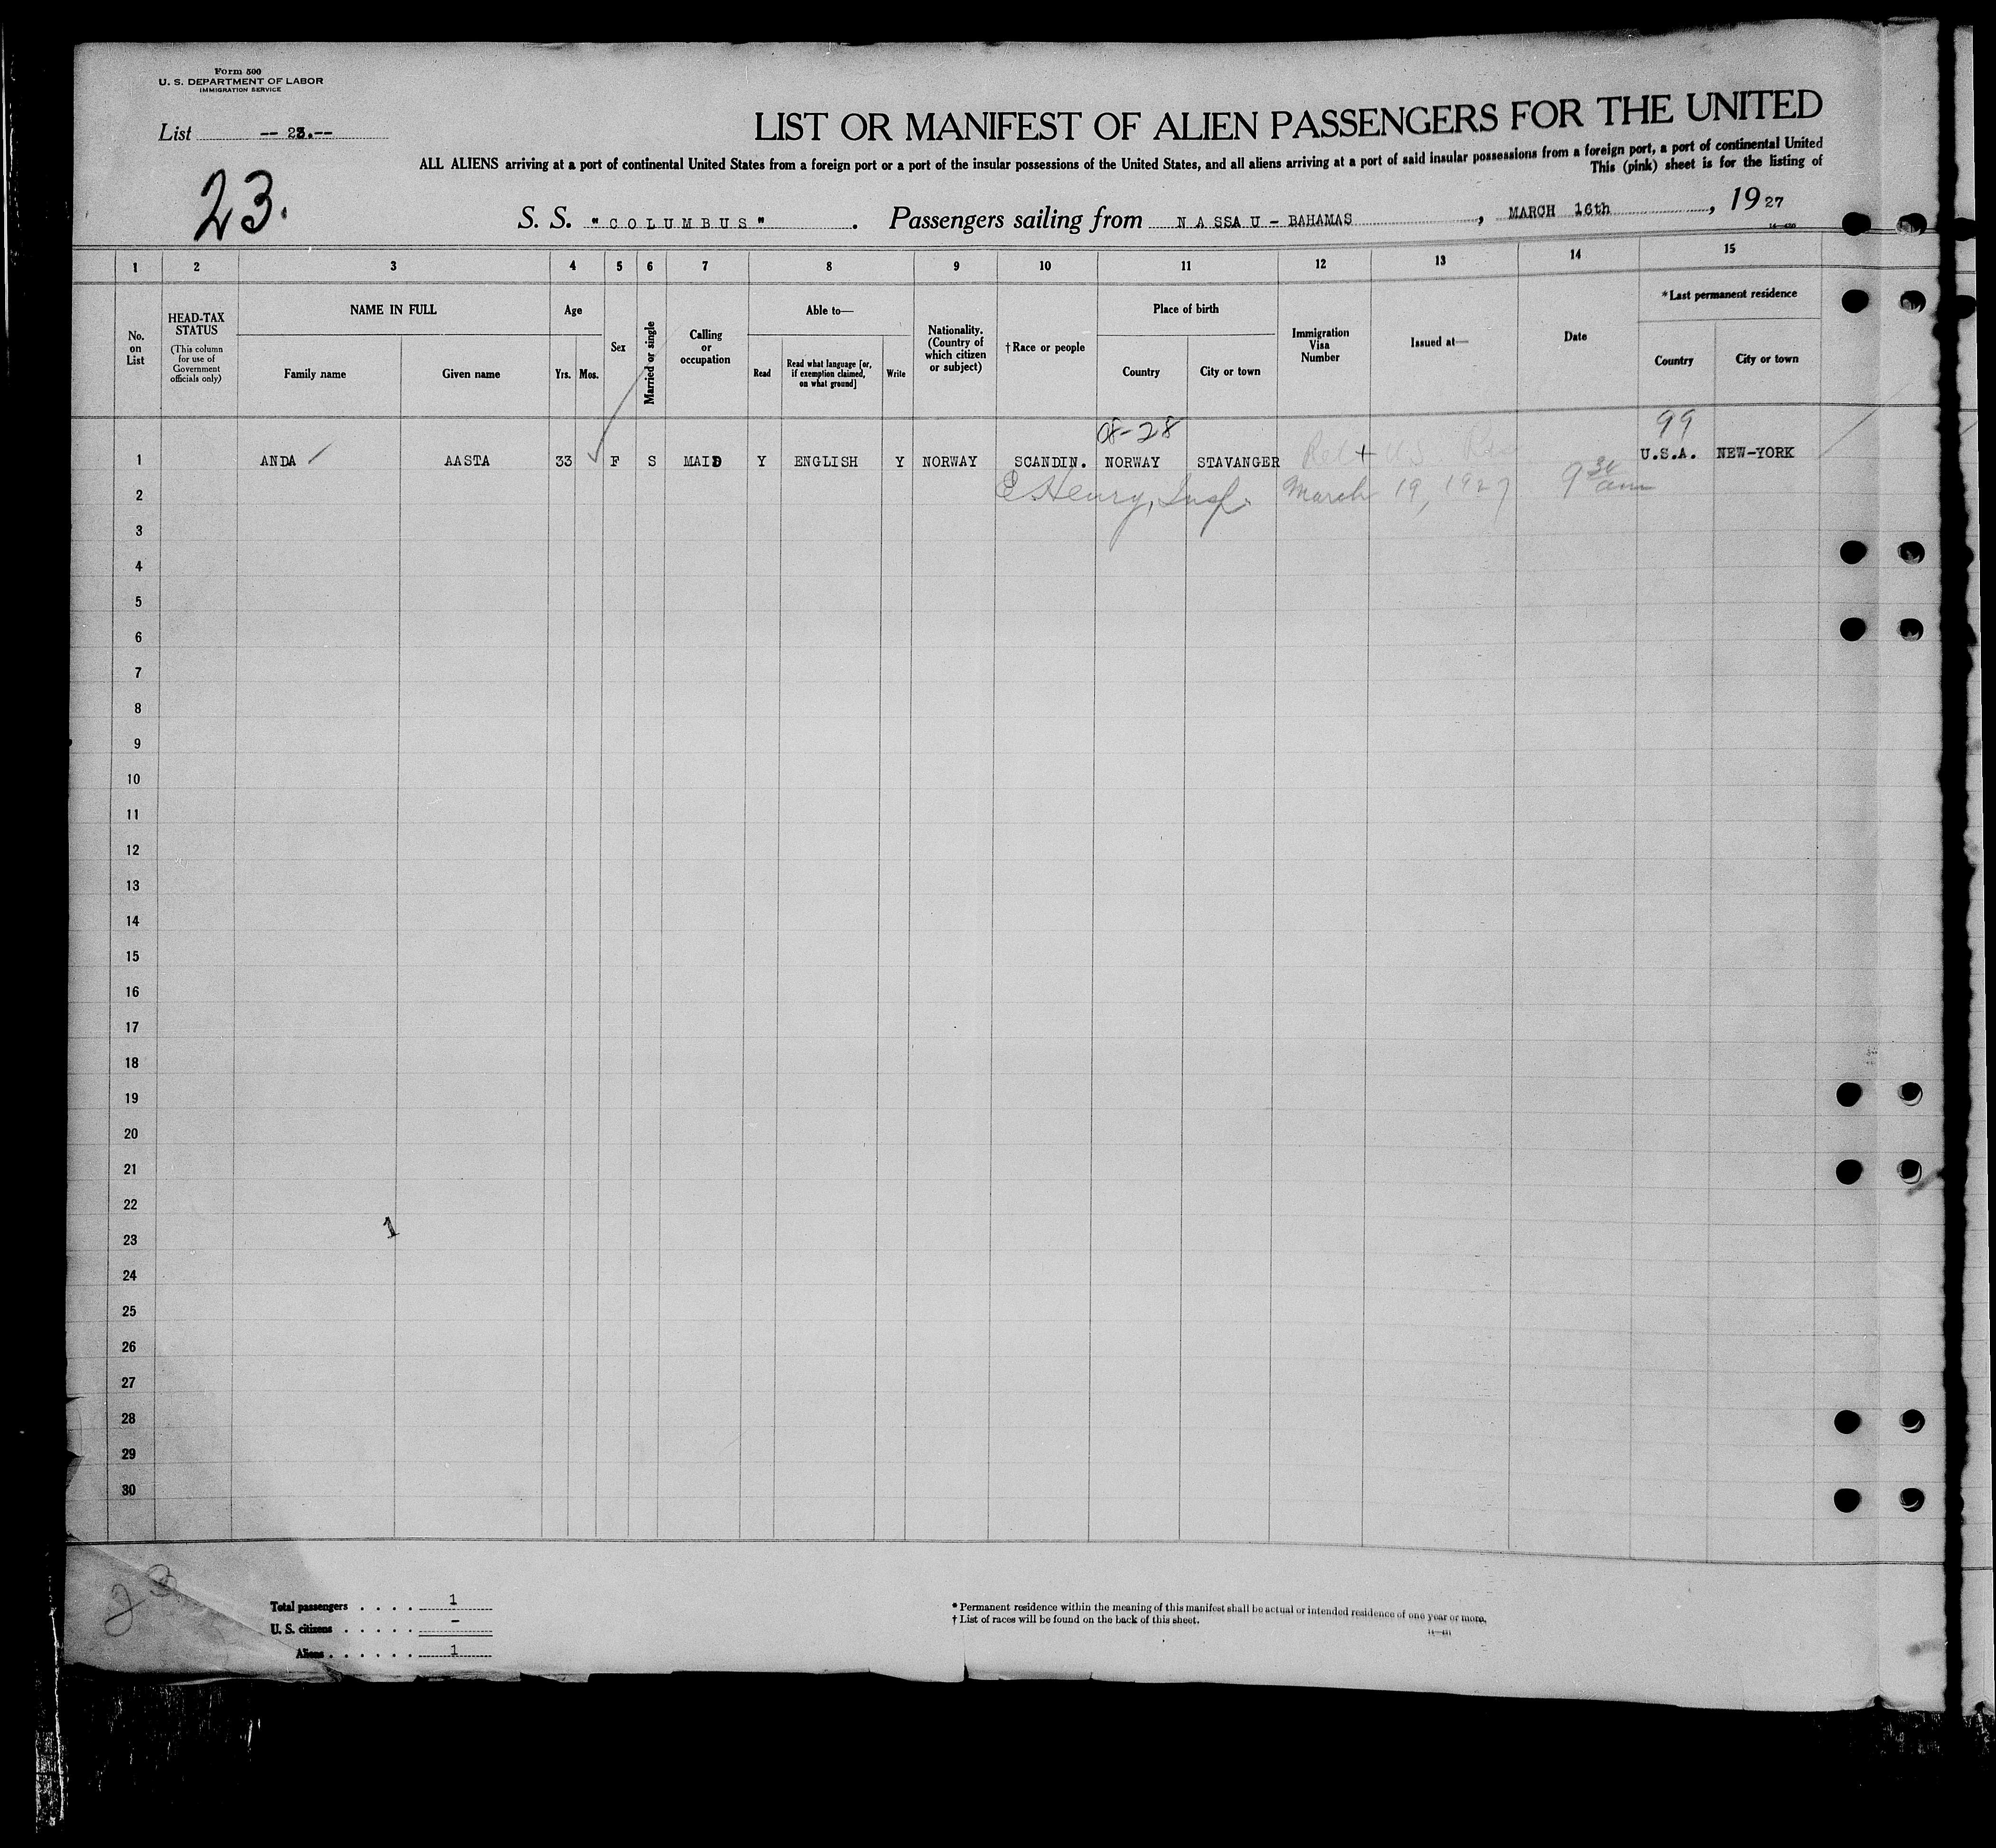 Form 500
U. S. DEPARTMENT OF LABOR
IMMIGRATION SERVICE
List -- 23.--
LIST OR MANIFEST OF ALIEN PASSENGERS FOR THE UNITED
ALL ALIENS arriving at a port of continental United States from a foreign port or a port of the insular possessions of the United States, and all aliens arriving at a port of said insular possessions from a foreign port, a port of continental United
This (pink) sheet is for the listing of
23.
S. S. "COLUMBUS". Passengers sailing from NASSAU - BAHAMAS, MARCH 16th, 1927
1 2 3 4 5 6 7 8 9 10 11 12 13 14 15
No. on List
HEAD-TAX STATUS (This column for use of Government officials only)
NAME IN FULL
Family name
Given name
Age
Yrs. Mos.
Sex
Married or single
Calling or occupation
Able to—
Read
Read what language [or, if exemption claimed, on what ground]
Write
Nationality. (Country of which citizen or subject)
†Race or people
Place of birth
Country
City or town
Immigration Visa Number
Issued at—
Date
*Last permanent residence
Country
City or town
08-28
99
1 ANDA AASTA 33 F S MAID Y ENGLISH Y NORWAY SCANDIN. NORWAY STAVANGER U.S.A. NEW-YORK
2 Henry, Insp. March 19, 1927 9 30 am
3
4
5
6
7
8
9
10
11
12
13
14
15
16
17
18
19
20
21
22
1
23
24
25
26
27
28
29
30
Total passengers . . . . 1
U. S. citizens . . . . . -
Aliens . . . . . . 1
* Permanent residence within the meaning of this manifest shall be actual or intended residence of one year or more.
† List of races will be found on the back of this sheet.